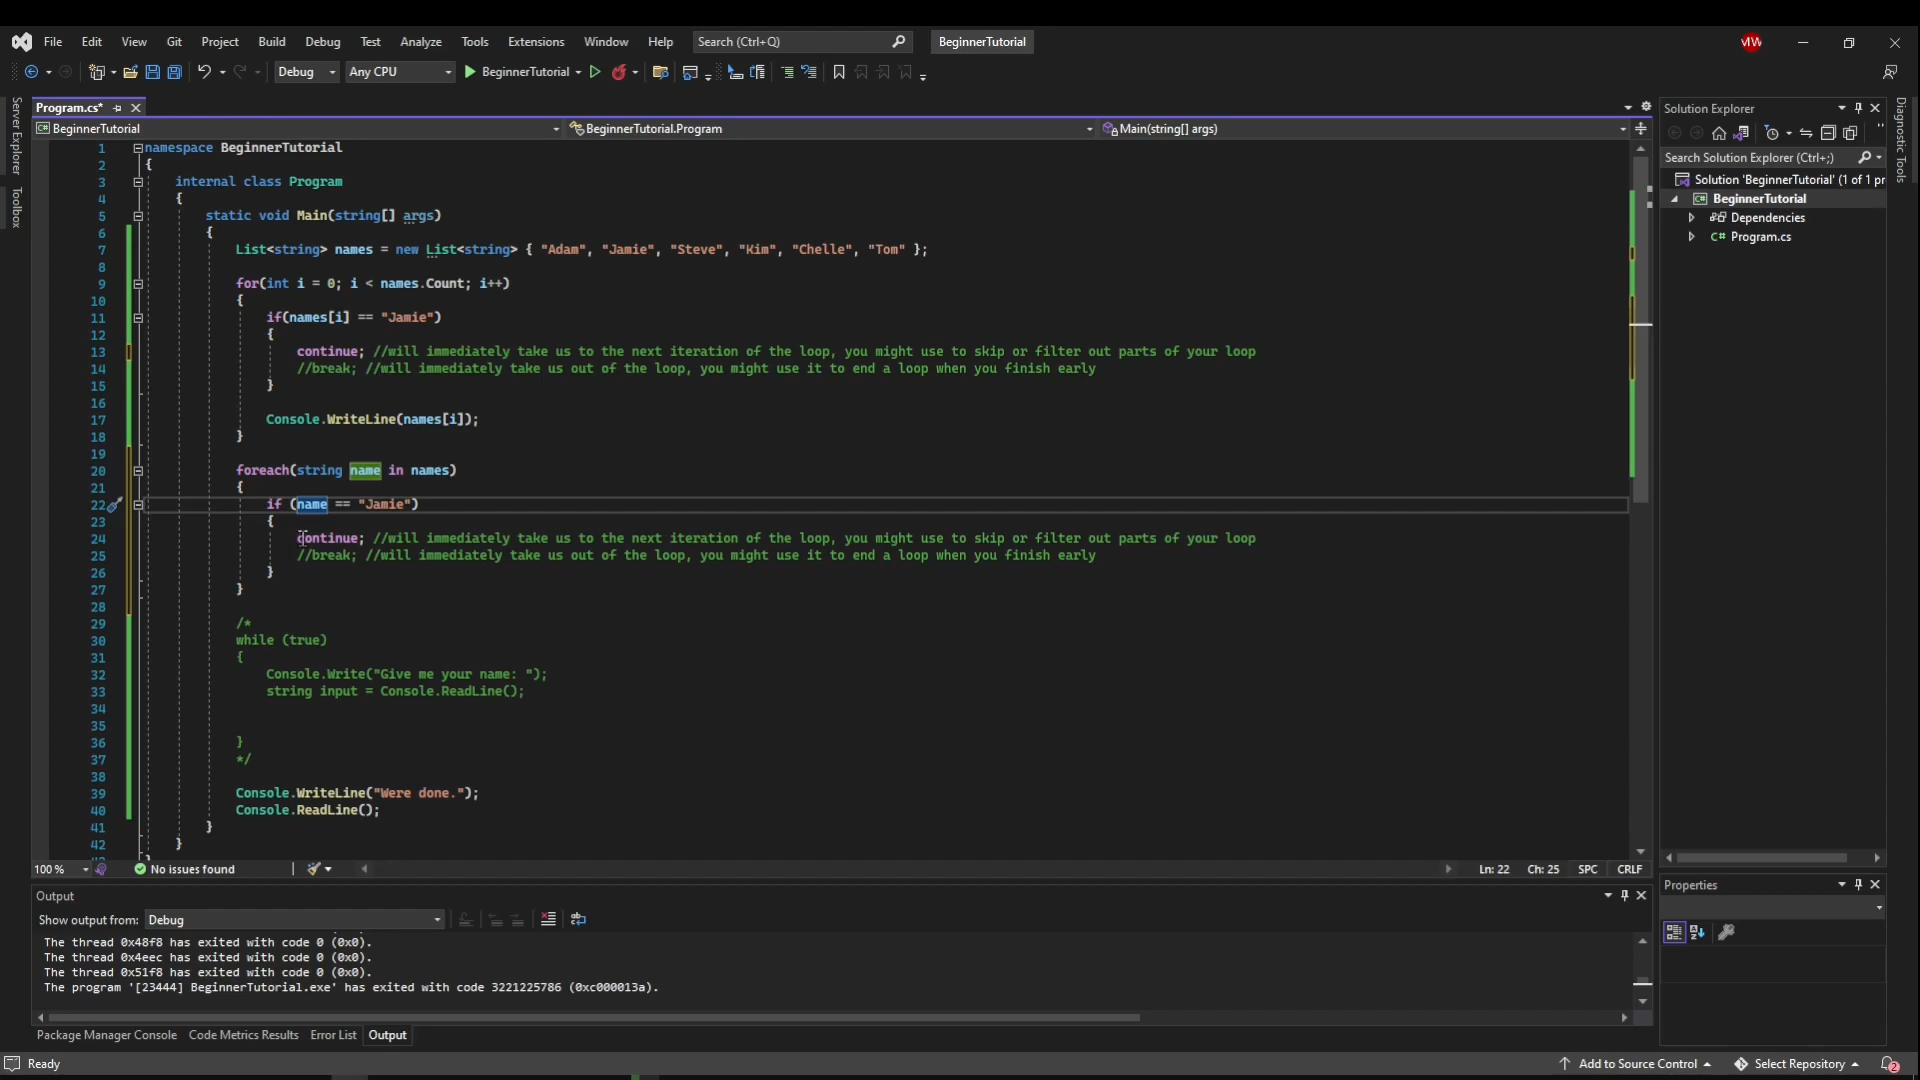 File Edit View Git Project Build Debug Test Analyze Tools Extensions Window Help Search (Ctrl+Q) BeginnerTutorial MW
Debug Any CPU BeginnerTutorial
Server Explorer
Toolbox
Program.cs*
BeginnerTutorial BeginnerTutorial.Program Main(string[] args)
1 namespace BeginnerTutorial
2 {
3 internal class Program
4 {
5 static void Main(string[] args)
6 {
7 List<string> names = new List<string> { "Adam", "Jamie", "Steve", "Kim", "Chelle", "Tom" };
8
9 for(int i = 0; i < names.Count; i++)
10 {
11 if(names[i] == "Jamie")
12 {
13 continue; //will immediately take us to the next iteration of the loop, you might use to skip or filter out parts of your loop
14 //break; //will immediately take us out of the loop, you might use it to end a loop when you finish early
15 }
16
17 Console.WriteLine(names[i]);
18 }
19
20 foreach(string name in names)
21 {
22 if (name == "Jamie")
23 {
24 continue; //will immediately take us to the next iteration of the loop, you might use to skip or filter out parts of your loop
25 //break; //will immediately take us out of the loop, you might use it to end a loop when you finish early
26 }
27 }
28
29 /*
30 while (true)
31 {
32 Console.Write("Give me your name: ");
33 string input = Console.ReadLine();
34
35
36 }
37 */
38
39 Console.WriteLine("Were done.");
40 Console.ReadLine();
41 }
42 }
100 % No issues found Ln: 22 Ch: 25 SPC CRLF
Output
Show output from: Debug
The thread 0x48f8 has exited with code 0 (0x0).
The thread 0x4eec has exited with code 0 (0x0).
The thread 0x51f8 has exited with code 0 (0x0).
The program '[23444] BeginnerTutorial.exe' has exited with code 3221225786 (0xc000013a).
Package Manager Console Code Metrics Results Error List Output
Solution Explorer
Search Solution Explorer (Ctrl+;)
Solution 'BeginnerTutorial' (1 of 1 pr
BeginnerTutorial
Dependencies
C# Program.cs
Diagnostic Tools
Properties
Ready Add to Source Control Select Repository 2